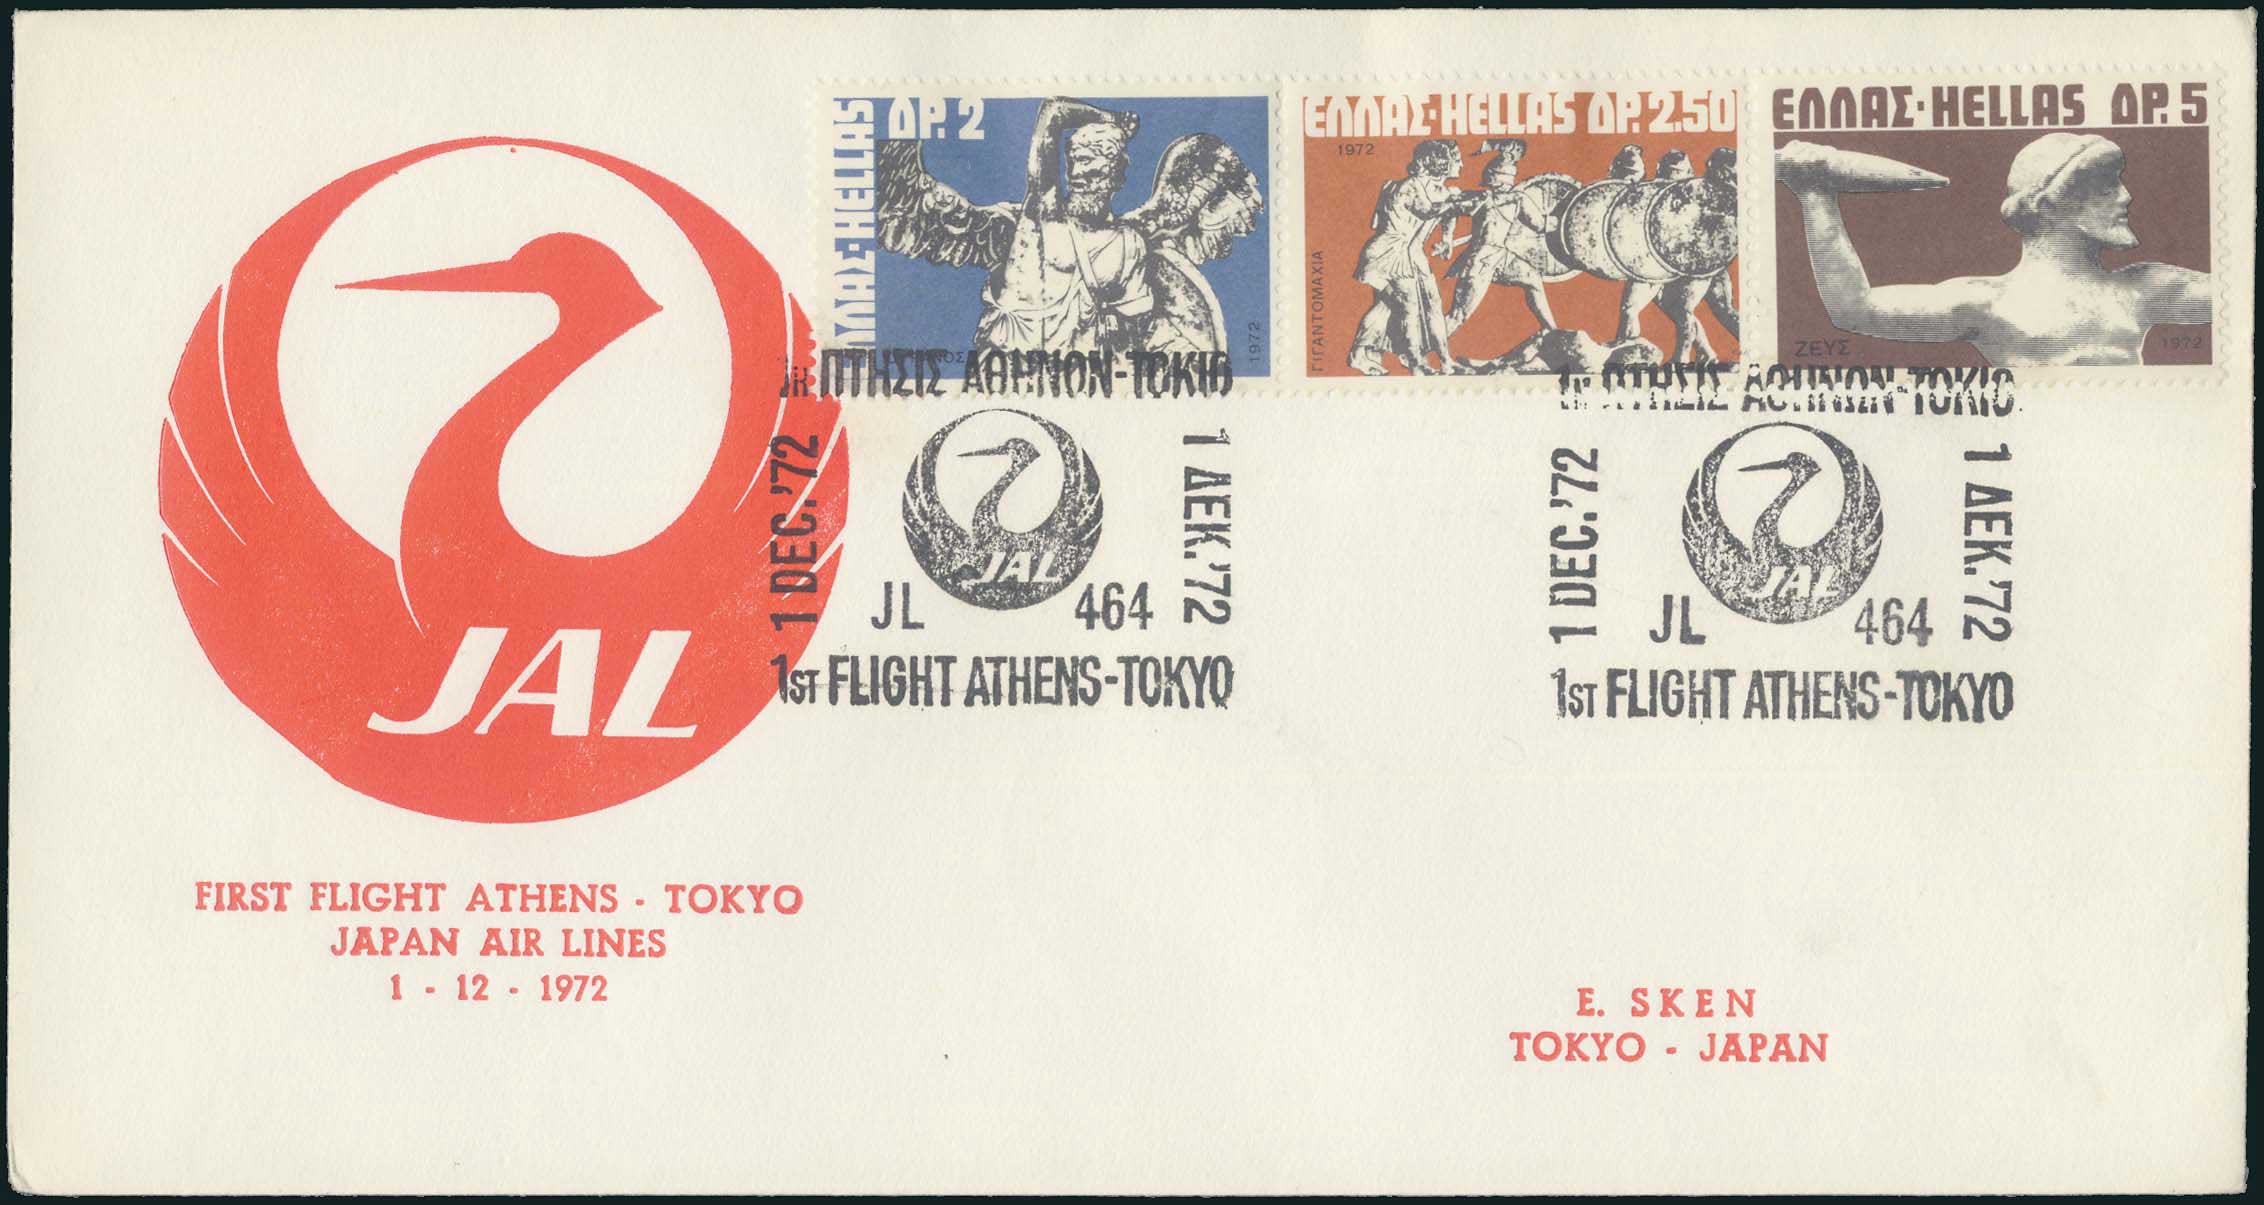 ΕΛΛΑΣ·HELLAS
ΔΡ. 2
1972
ΕΛΛΑΣ·HELLAS ΔΡ. 2.50
1972
ΓΙΓΑΝΤΟΜΑΧΙΑ
ΕΛΛΑΣ·HELLAS ΔΡ. 5
ΖΕΥΣ
1972
1η ΠΤΗΣΙΣ ΑΘΗΝΩΝ-ΤΟΚΙΟ
1 DEC.'72
1 ΔΕΚ.'72
JAL
JL 464
1ST FLIGHT ATHENS-TOKYO
1η ΠΤΗΣΙΣ ΑΘΗΝΩΝ-ΤΟΚΙΟ
1 DEC.'72
1 ΔΕΚ.'72
JAL
JL 464
1ST FLIGHT ATHENS-TOKYO
JAL
FIRST FLIGHT ATHENS - TOKYO
JAPAN AIR LINES
1 - 12 - 1972
E. SKEN
TOKYO - JAPAN